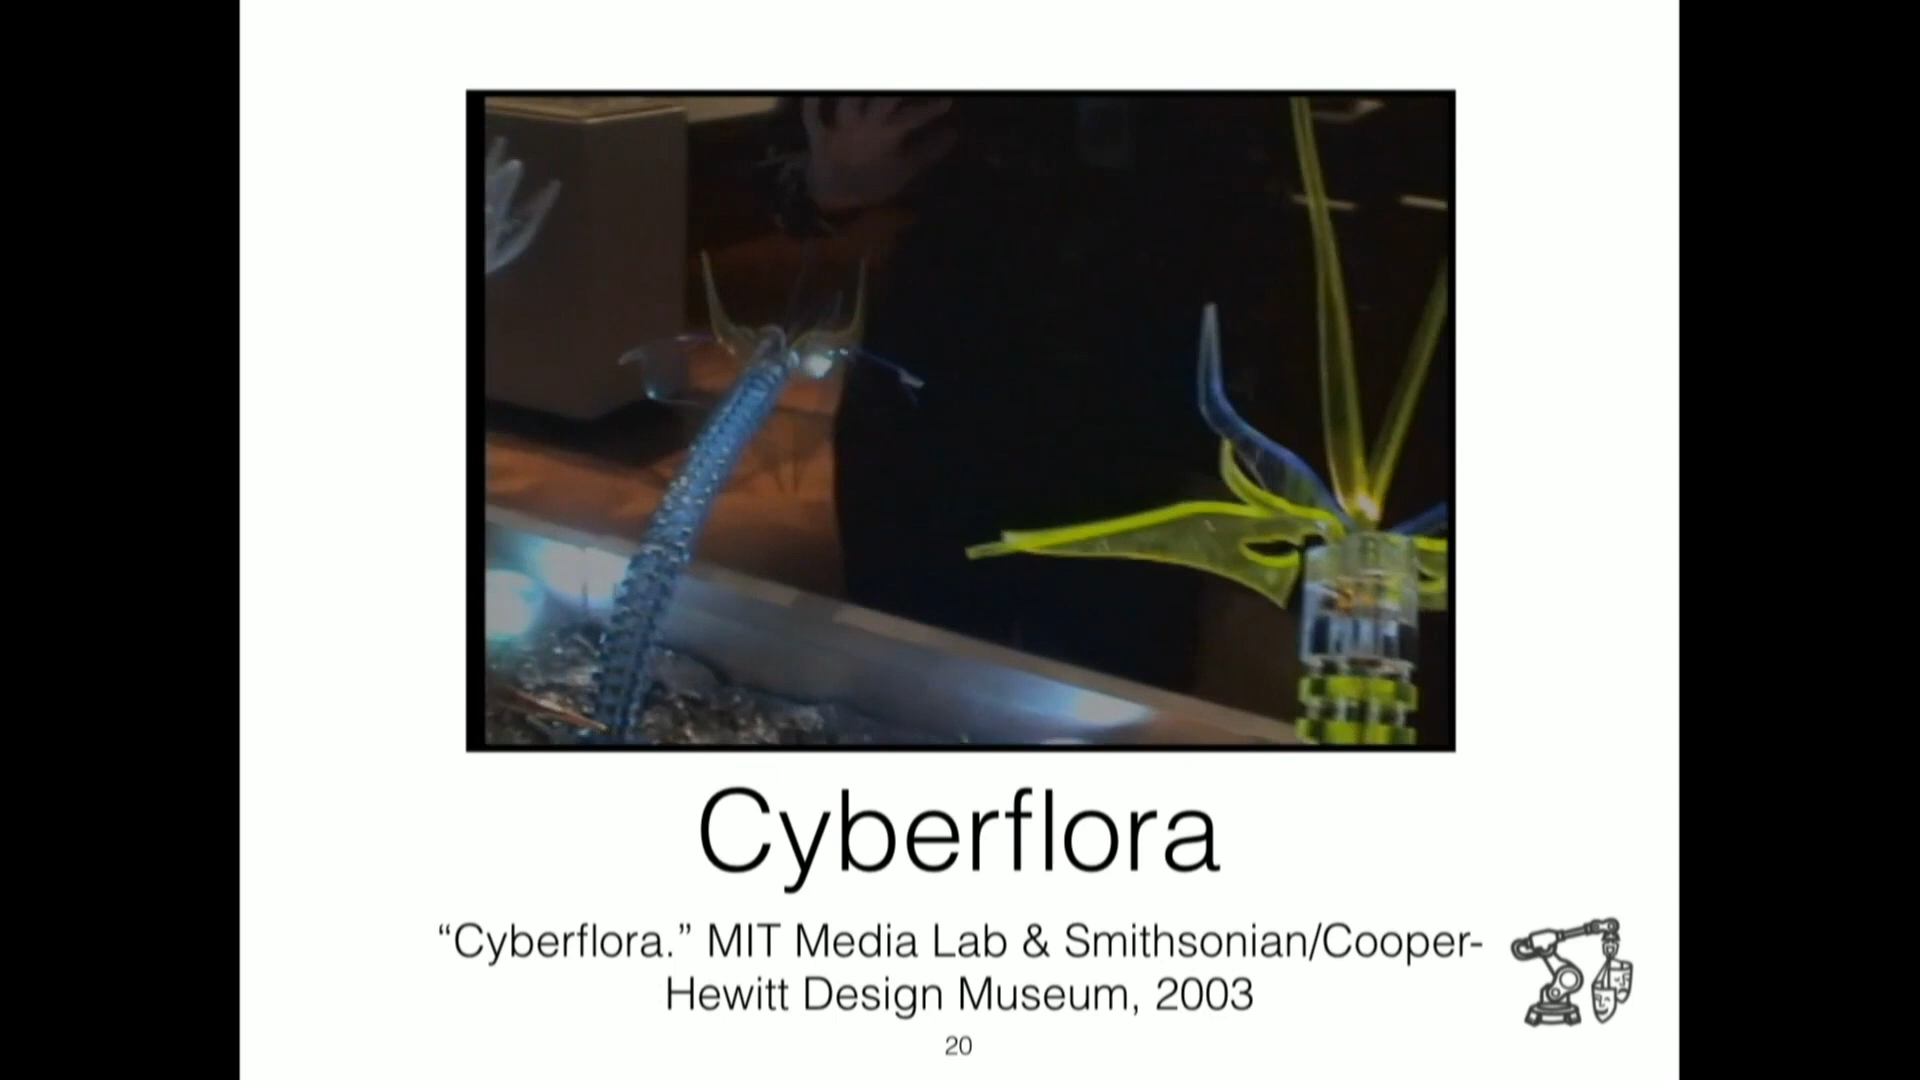 Cyberflora
“Cyberflora.” MIT Media Lab & Smithsonian/Cooper-
Hewitt Design Museum, 2003
20